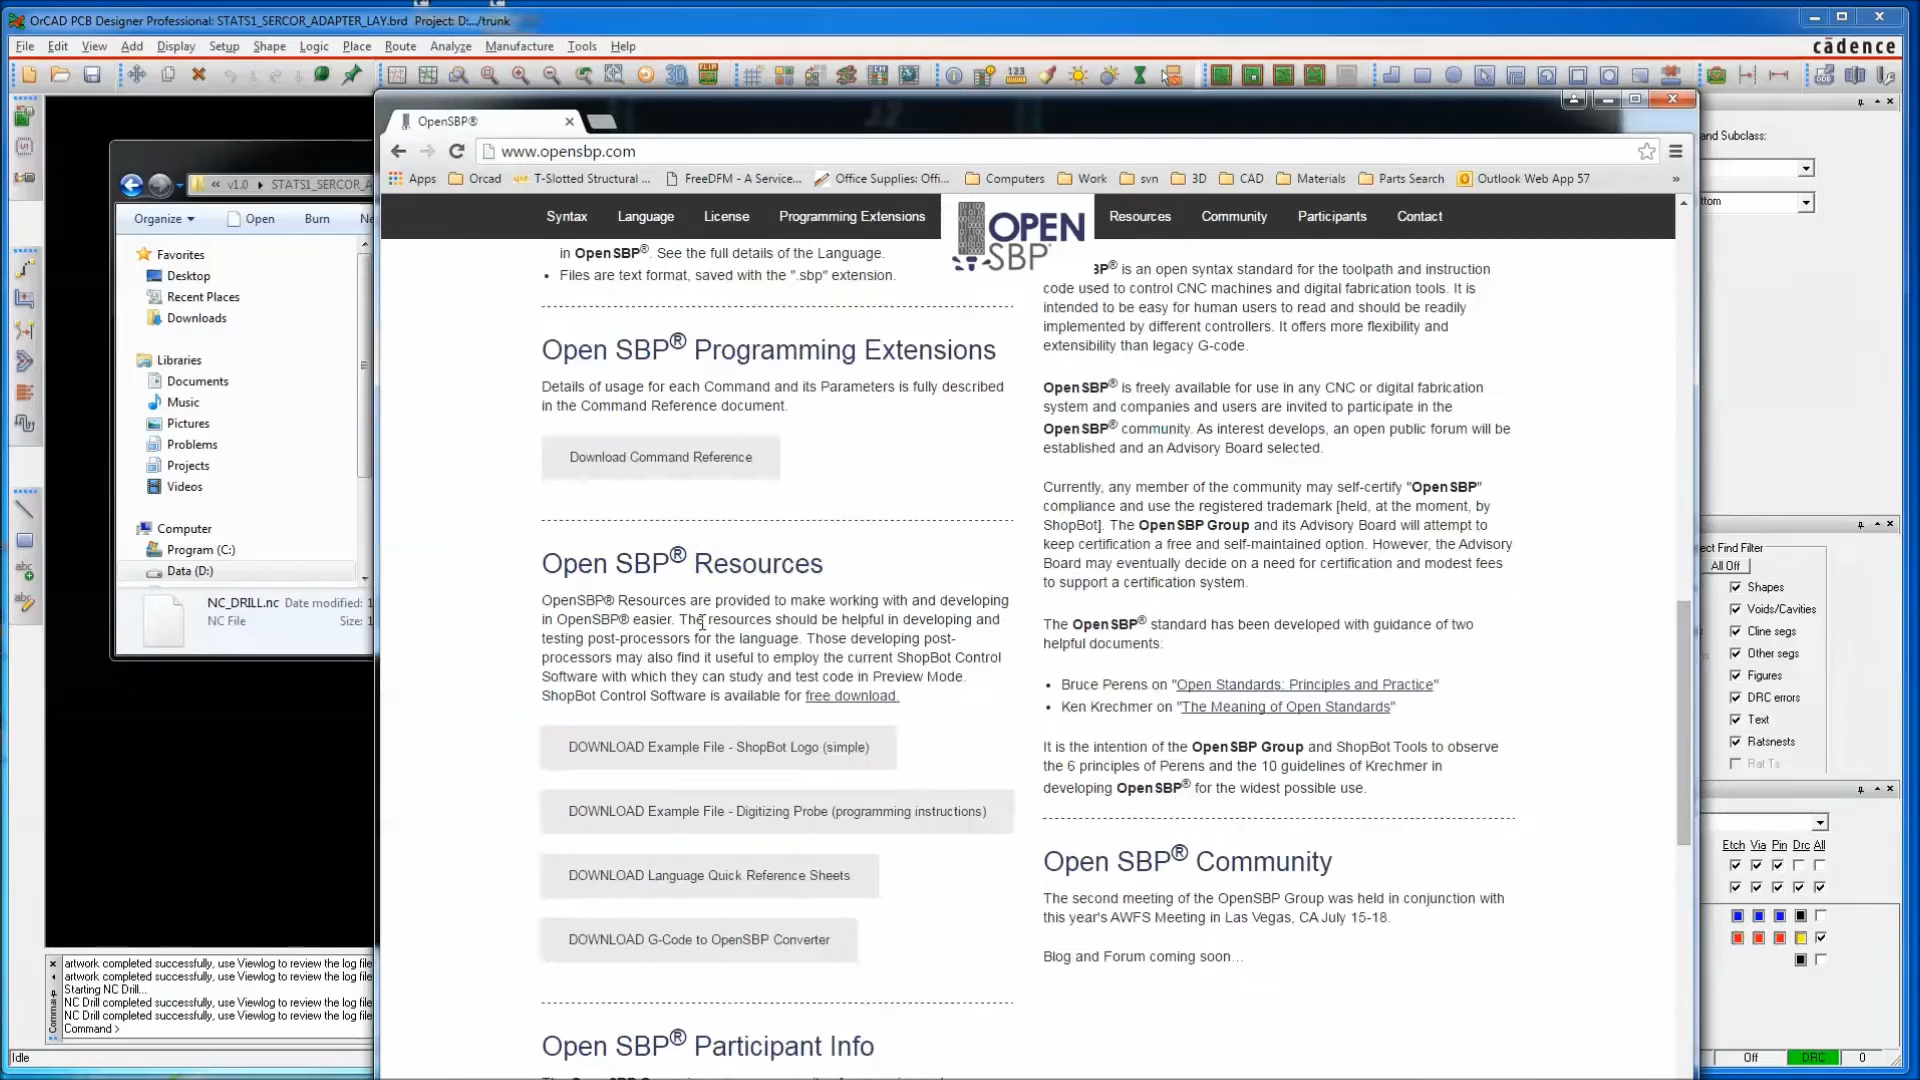 OrCAD PCB Designer Professional: STATS1_SERCOR_ADAPTER_LAY.brd Project: D:.../trunk
File Edit View Add Display Setup Shape Logic Place Route Analyze Manufacture Tools Help
cādence
OpenSBP®
www.opensbp.com
Apps Orcad T-Slotted Structural ... FreeDFM - A Service... Office Supplies: Offi... Computers Work svn 3D CAD Materials Parts Search Outlook Web App 57 »
Syntax Language License Programming Extensions
OPEN
SBP
Resources Community Participants Contact
« v1.0 ▸ STATS1_SERCOR_A
Organize Open Burn Ne
Favorites
Desktop
Recent Places
Downloads
Libraries
Documents
Music
Pictures
Problems
Projects
Videos
Computer
Program (C:)
Data (D:)
NC_DRILL.nc Date modified: 1
NC File Size: 1
in OpenSBP®. See the full details of the Language.
• Files are text format, saved with the ".sbp" extension.
Open SBP® Programming Extensions
Details of usage for each Command and its Parameters is fully described
in the Command Reference document.
Download Command Reference
Open SBP® Resources
OpenSBP® Resources are provided to make working with and developing
in OpenSBP® easier. The resources should be helpful in developing and
testing post-processors for the language. Those developing post-
processors may also find it useful to employ the current ShopBot Control
Software with which they can study and test code in Preview Mode.
ShopBot Control Software is available for free download.
DOWNLOAD Example File - ShopBot Logo (simple)
DOWNLOAD Example File - Digitizing Probe (programming instructions)
DOWNLOAD Language Quick Reference Sheets
DOWNLOAD G-Code to OpenSBP Converter
Open SBP® Participant Info
BP® is an open syntax standard for the toolpath and instruction
code used to control CNC machines and digital fabrication tools. It is
intended to be easy for human users to read and should be readily
implemented by different controllers. It offers more flexibility and
extensibility than legacy G-code.
OpenSBP® is freely available for use in any CNC or digital fabrication
system and companies and users are invited to participate in the
OpenSBP® community. As interest develops, an open public forum will be
established and an Advisory Board selected.
Currently, any member of the community may self-certify "OpenSBP"
compliance and use the registered trademark [held, at the moment, by
ShopBot]. The OpenSBP Group and its Advisory Board will attempt to
keep certification a free and self-maintained option. However, the Advisory
Board may eventually decide on a need for certification and modest fees
to support a certification system.
The OpenSBP® standard has been developed with guidance of two
helpful documents:
• Bruce Perens on "Open Standards: Principles and Practice"
• Ken Krechmer on "The Meaning of Open Standards"
It is the intention of the OpenSBP Group and ShopBot Tools to observe
the 6 principles of Perens and the 10 guidelines of Krechmer in
developing OpenSBP® for the widest possible use.
Open SBP® Community
The second meeting of the OpenSBP Group was held in conjunction with
this year's AWFS Meeting in Las Vegas, CA July 15-18.
Blog and Forum coming soon...
and Subclass:
ttom
ect Find Filter
All Off
Shapes
Voids/Cavities
Cline segs
Other segs
Figures
DRC errors
Text
Ratsnests
Rat Ts
Etch Via Pin Drc All
artwork completed successfully, use Viewlog to review the log file
artwork completed successfully, use Viewlog to review the log file
Starting NC Drill...
NC Drill completed successfully, use Viewlog to review the log file
NC Drill completed successfully, use Viewlog to review the log file
Command >
Idle
Off DRC 0